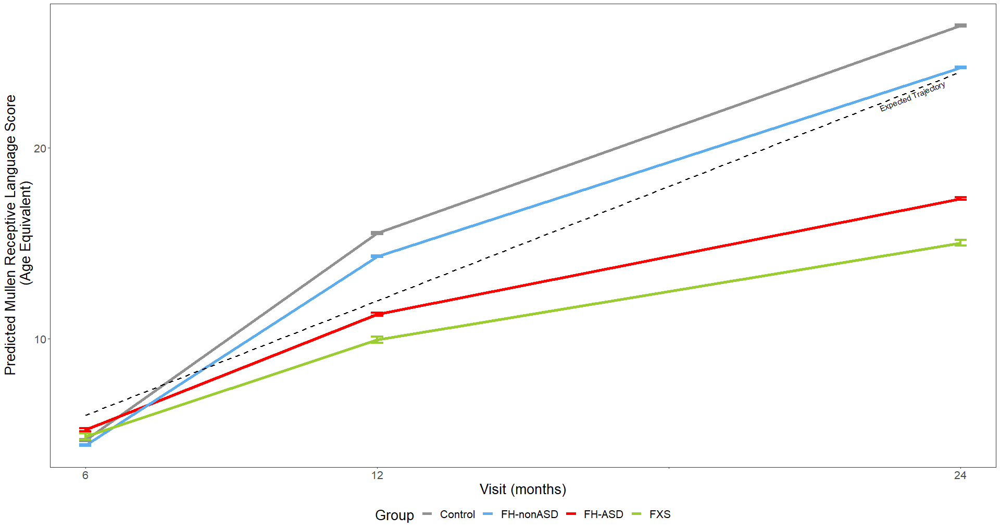 Predicted Mullen Receptive Language Score
(Age Equivalent)
20
10
Expected Trajectory
6
12
24
Visit (months)
Group Control FH-nonASD FH-ASD FXS